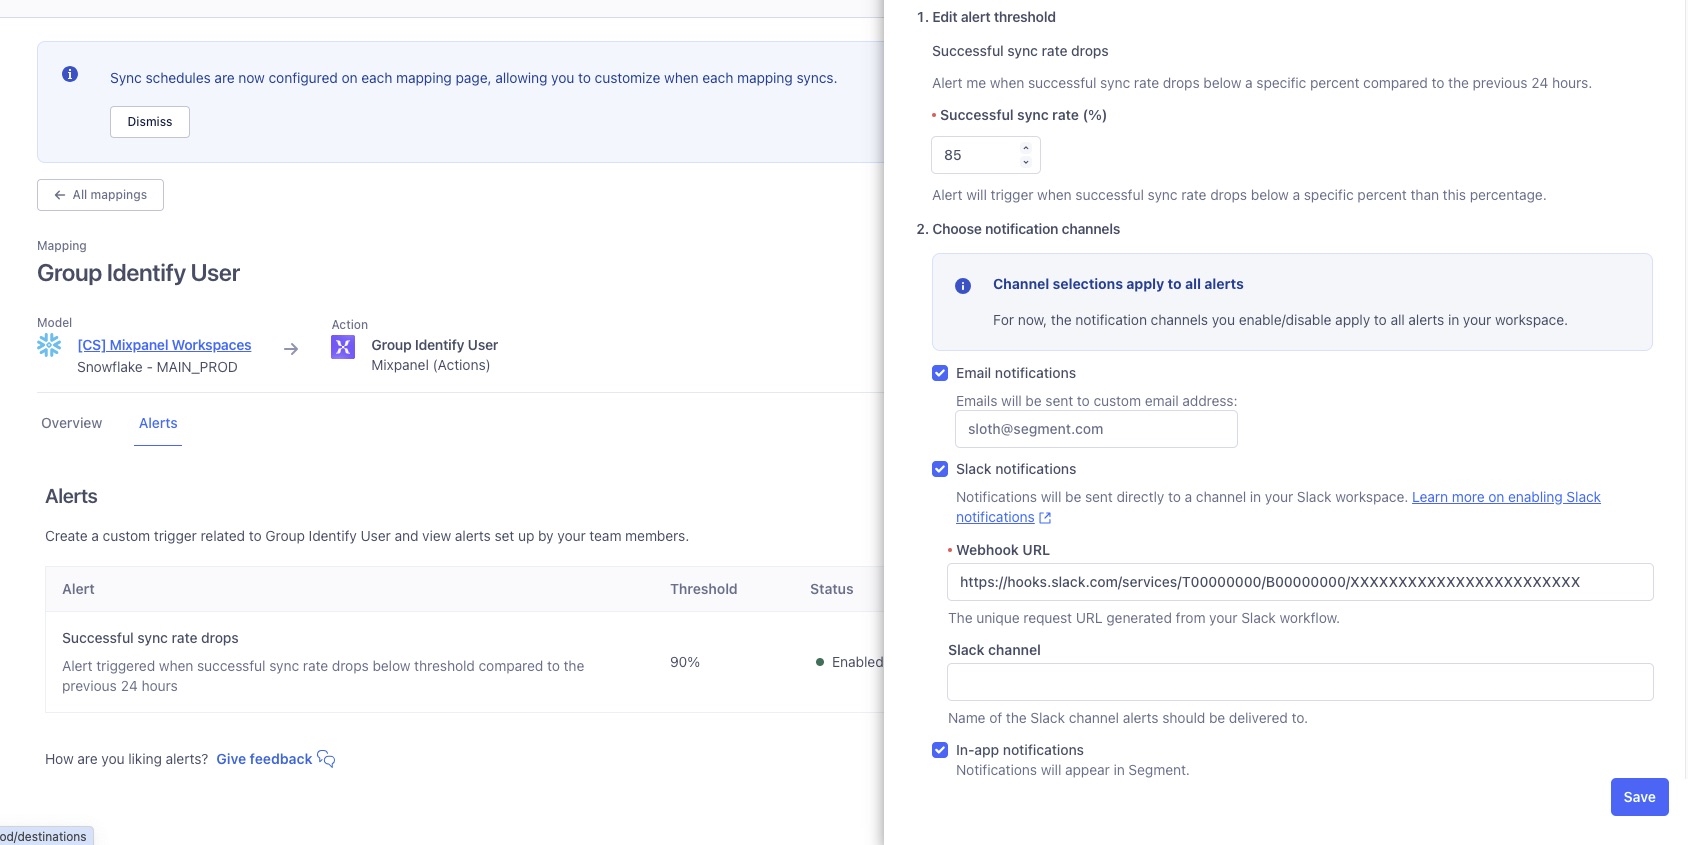 Sync schedules are now configured on each mapping page, allowing you to customize when each mapping syncs.
Dismiss
All mappings
Mapping
Group Identify User
Model
[CS] Mixpanel Workspaces
Snowflake - MAIN_PROD
Action
Group Identify User
Mixpanel (Actions)
Overview
Alerts
Alerts
Create a custom trigger related to Group Identify User and view alerts set up by your team members.
Alert Threshold Status
Successful sync rate drops
Alert triggered when successful sync rate drops below threshold compared to the
previous 24 hours
90%
Enabled
How are you liking alerts? Give feedback
od/destinations
1. Edit alert threshold
Successful sync rate drops
Alert me when successful sync rate drops below a specific percent compared to the previous 24 hours.
• Successful sync rate (%)
85
Alert will trigger when successful sync rate drops below a specific percent than this percentage.
2. Choose notification channels
Channel selections apply to all alerts
For now, the notification channels you enable/disable apply to all alerts in your workspace.
Email notifications
Emails will be sent to custom email address:
sloth@segment.com
Slack notifications
Notifications will be sent directly to a channel in your Slack workspace. Learn more on enabling Slack
notifications
• Webhook URL
https://hooks.slack.com/services/T00000000/B00000000/XXXXXXXXXXXXXXXXXXXXXXXX
The unique request URL generated from your Slack workflow.
Slack channel
Name of the Slack channel alerts should be delivered to.
In-app notifications
Notifications will appear in Segment.
Save